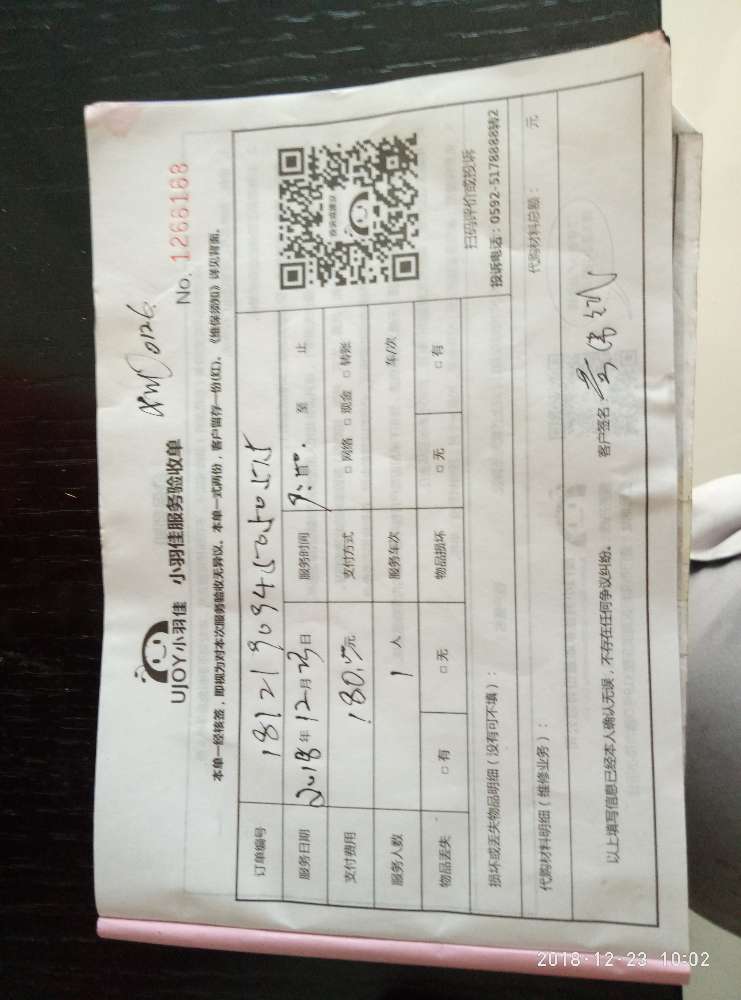 XMD0126
UJOY小羽佳 小羽佳服务验收单
No. 1266168
本单一经核签，即视为对本次服务验收无异议。本单一式两份，客户留存一份(红)。《维保须知》详见背面。
订单编号
服务日期 2018年12月23日 服务时间 9:00 至 止
支付费用 180.00元 支付方式 □网络 □现金 □转账
服务人数 1人 服务车次 车/次
物品丢失 □有 □无 物品损坏 □无 □有
扫码评价或投诉
投诉电话：0592-5178888转2
损坏或丢失物品明细（没有可不填）：
代购材料明细（维修业务）： 代购材料总额： 元
以上填写信息已经本人确认无误，不存在任何争议纠纷。 客户签名
2018-12-23 10:02